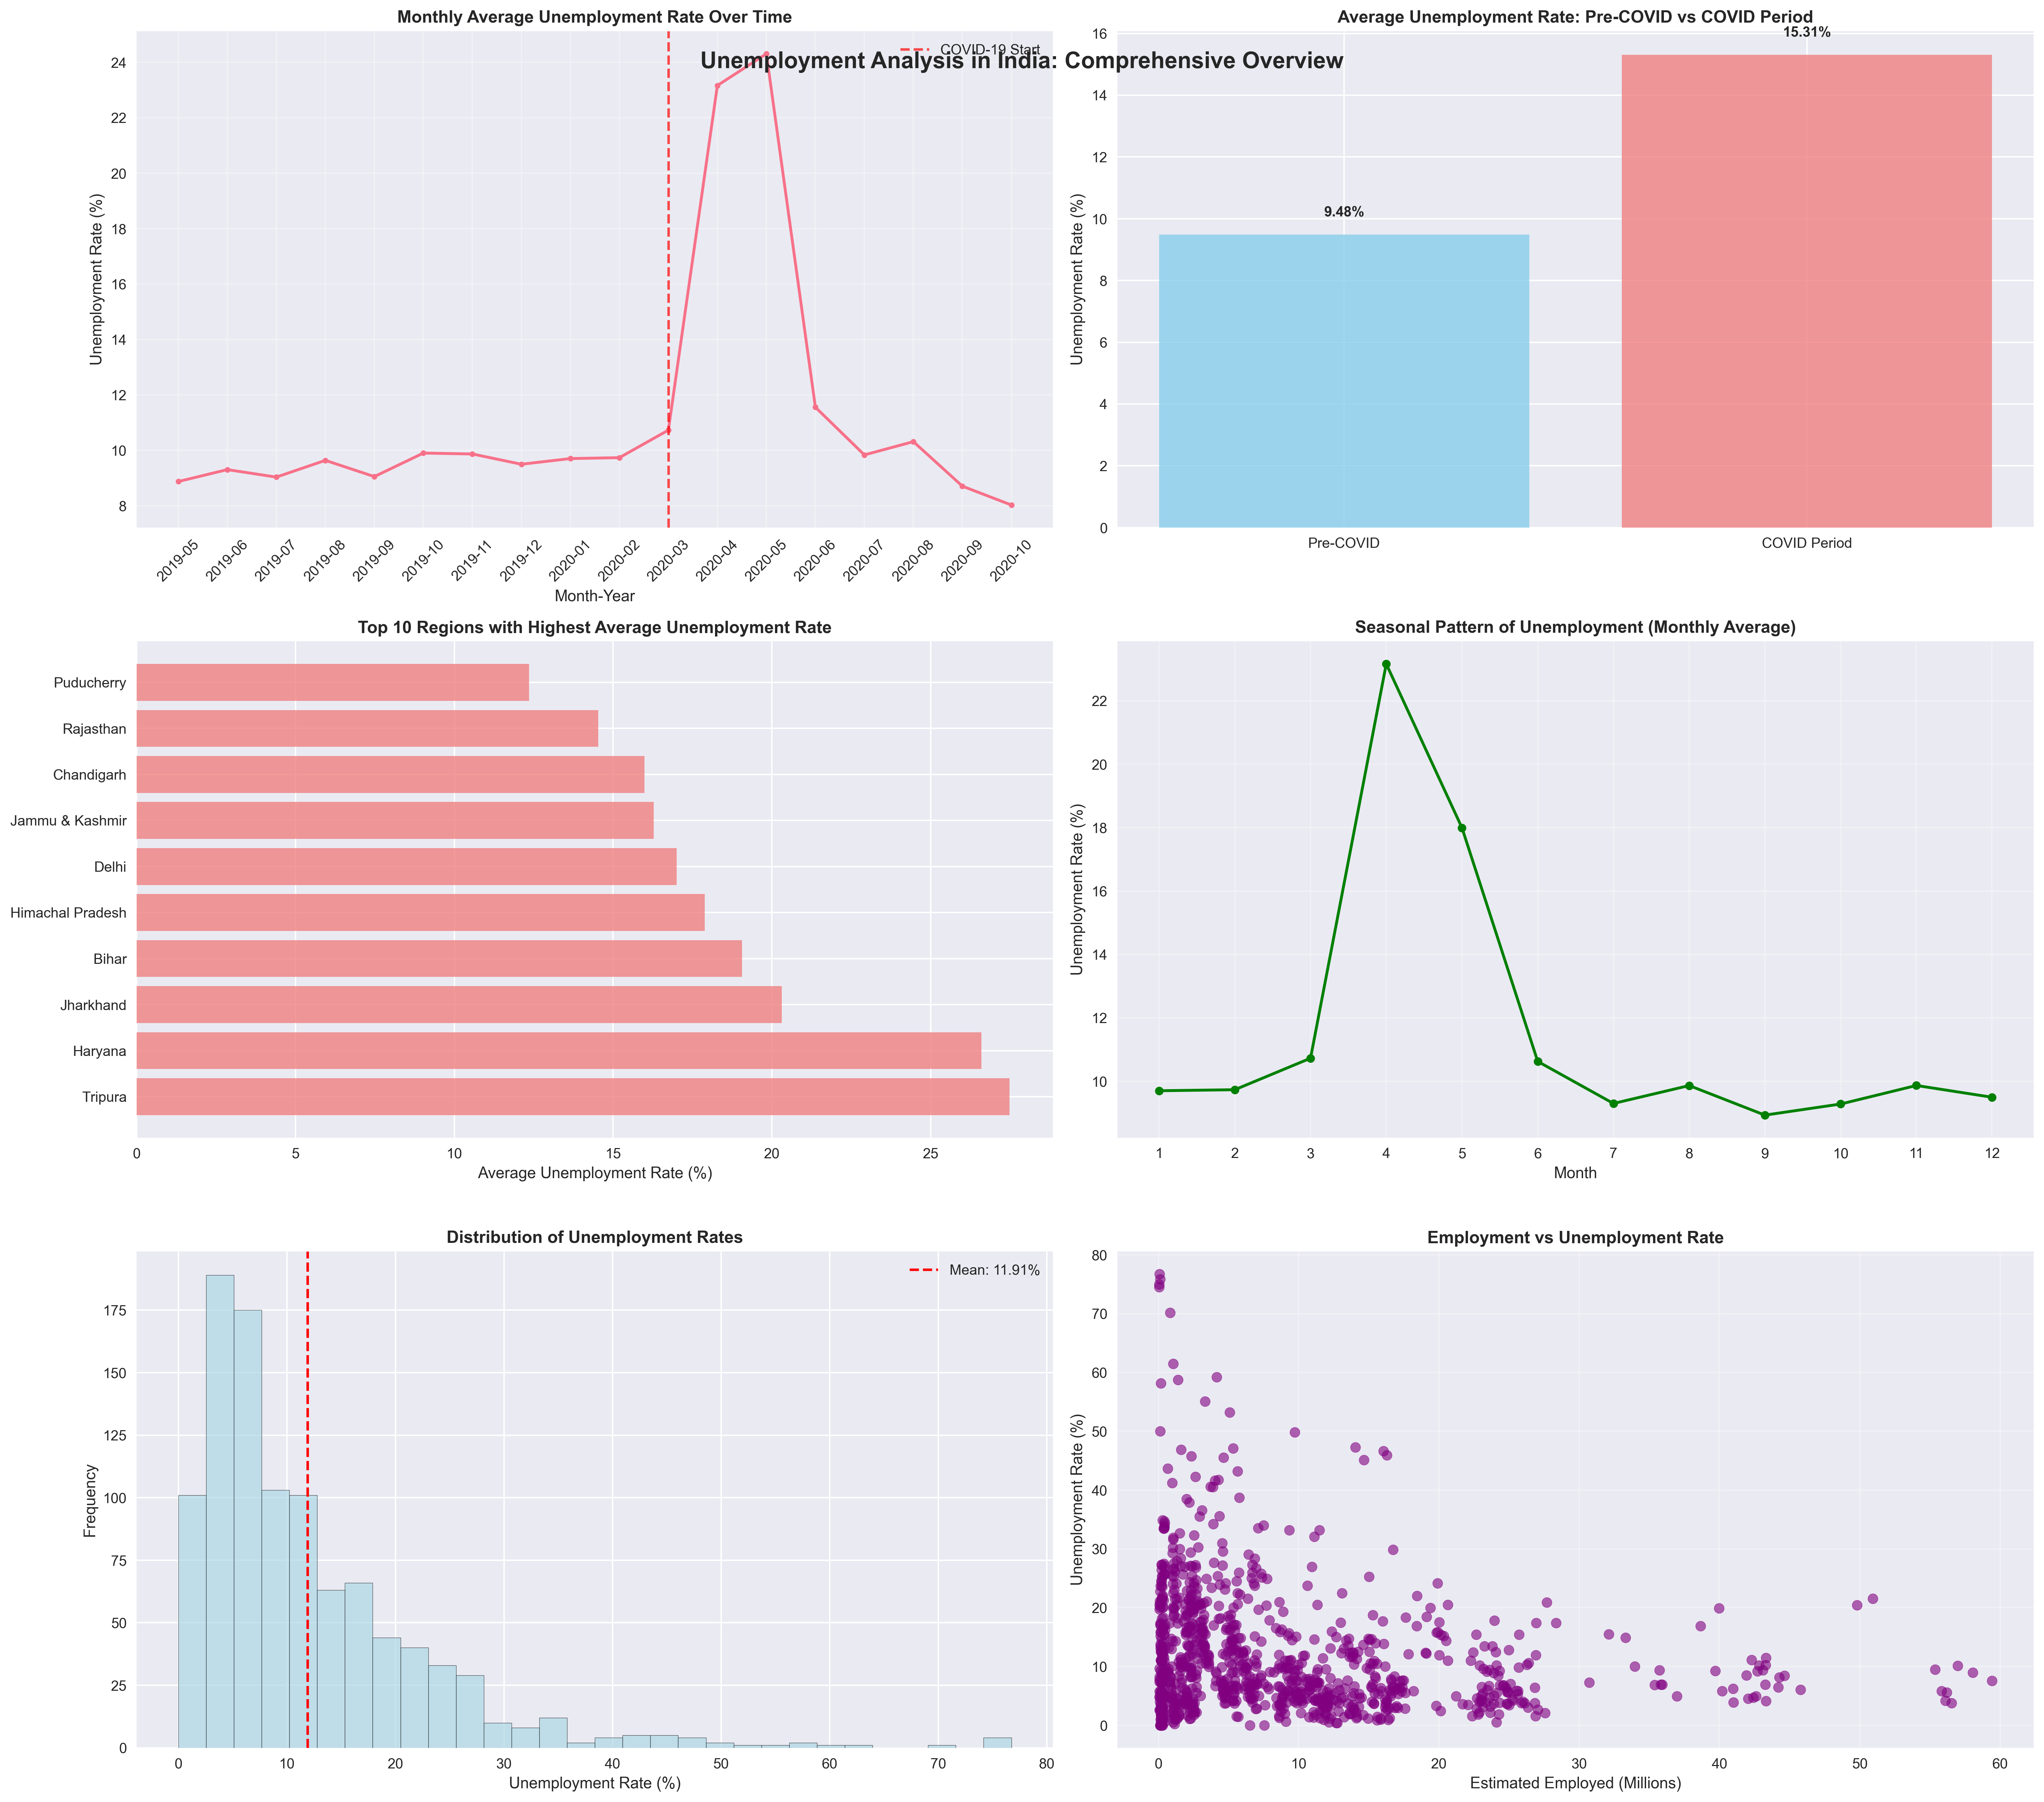 Unemployment Analysis in India: Comprehensive Overview
Monthly Average Unemployment Rate Over Time
COVID-19 Start
Unemployment Rate (%)
24
22
20
18
16
14
12
10
8
2019-05
2019-06
2019-07
2019-08
2019-09
2019-10
2019-11
2019-12
2020-01
2020-02
2020-03
2020-04
2020-05
2020-06
2020-07
2020-08
2020-09
2020-10
Month-Year
Average Unemployment Rate: Pre-COVID vs COVID Period
Unemployment Rate (%)
16
14
12
10
8
6
4
2
0
9.48%
15.31%
Pre-COVID
COVID Period
Top 10 Regions with Highest Average Unemployment Rate
Puducherry
Rajasthan
Chandigarh
Jammu & Kashmir
Delhi
Himachal Pradesh
Bihar
Jharkhand
Haryana
Tripura
0 5 10 15 20 25
Average Unemployment Rate (%)
Seasonal Pattern of Unemployment (Monthly Average)
Unemployment Rate (%)
22
20
18
16
14
12
10
1 2 3 4 5 6 7 8 9 10 11 12
Month
Distribution of Unemployment Rates
Mean: 11.91%
Frequency
175
150
125
100
75
50
25
0
0 10 20 30 40 50 60 70 80
Unemployment Rate (%)
Employment vs Unemployment Rate
Unemployment Rate (%)
80
70
60
50
40
30
20
10
0
0 10 20 30 40 50 60
Estimated Employed (Millions)